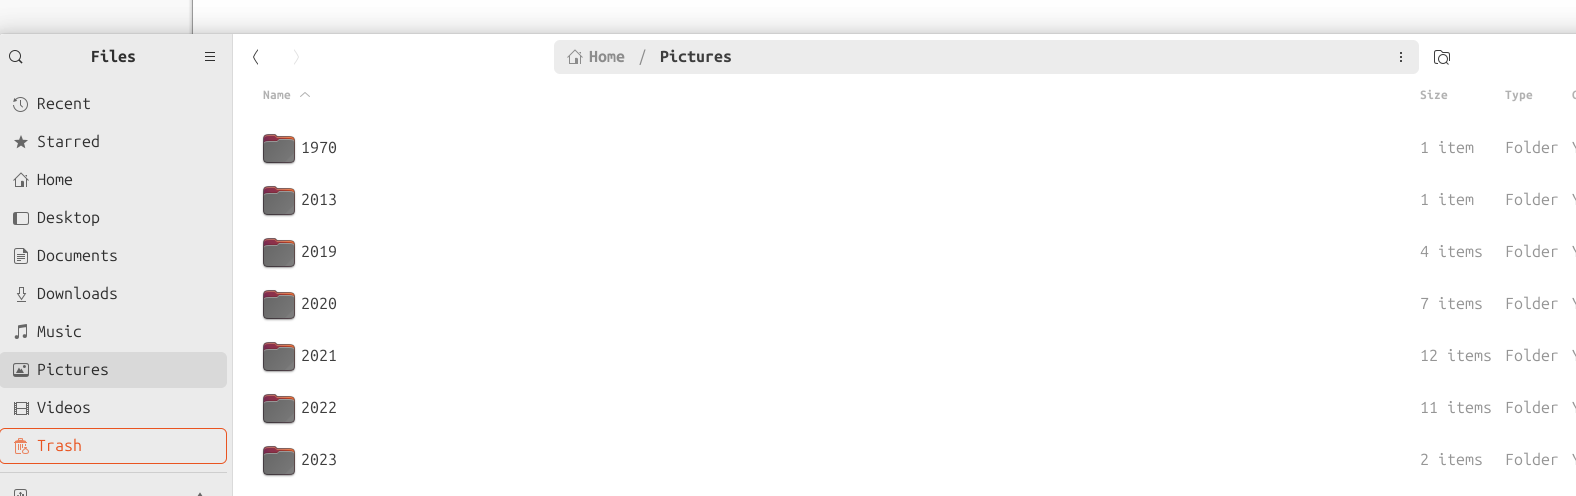 Files
Home / Pictures
Recent
Starred
Home
Desktop
Documents
Downloads
Music
Pictures
Videos
Trash
Name Size Type
1970 1 item Folder
2013 1 item Folder
2019 4 items Folder
2020 7 items Folder
2021 12 items Folder
2022 11 items Folder
2023 2 items Folder